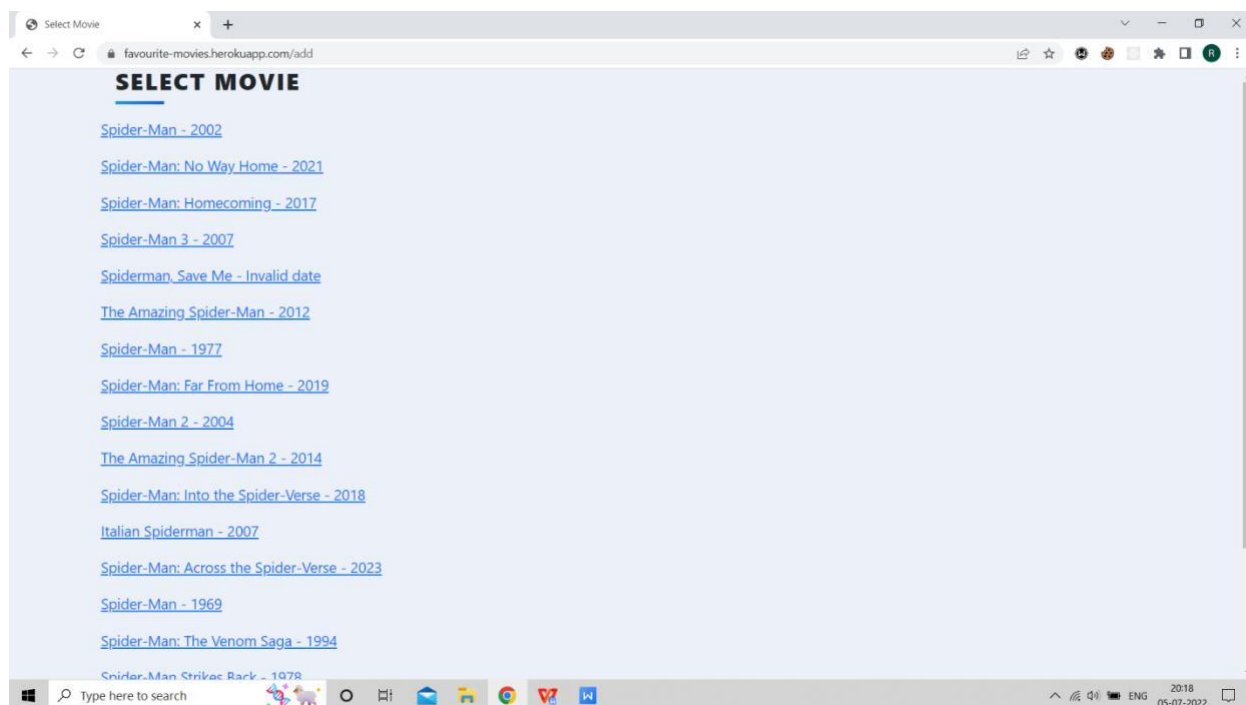 Select Movie
favourite-movies.herokuapp.com/add
R
SELECT MOVIE
Spider-Man - 2002
Spider-Man: No Way Home - 2021
Spider-Man: Homecoming - 2017
Spider-Man 3 - 2007
Spiderman, Save Me - Invalid date
The Amazing Spider-Man - 2012
Spider-Man - 1977
Spider-Man: Far From Home - 2019
Spider-Man 2 - 2004
The Amazing Spider-Man 2 - 2014
Spider-Man: Into the Spider-Verse - 2018
Italian Spiderman - 2007
Spider-Man: Across the Spider-Verse - 2023
Spider-Man - 1969
Spider-Man: The Venom Saga - 1994
Spider-Man Strikes Back - 1978
Type here to search
ENG
20:18
05-07-2022